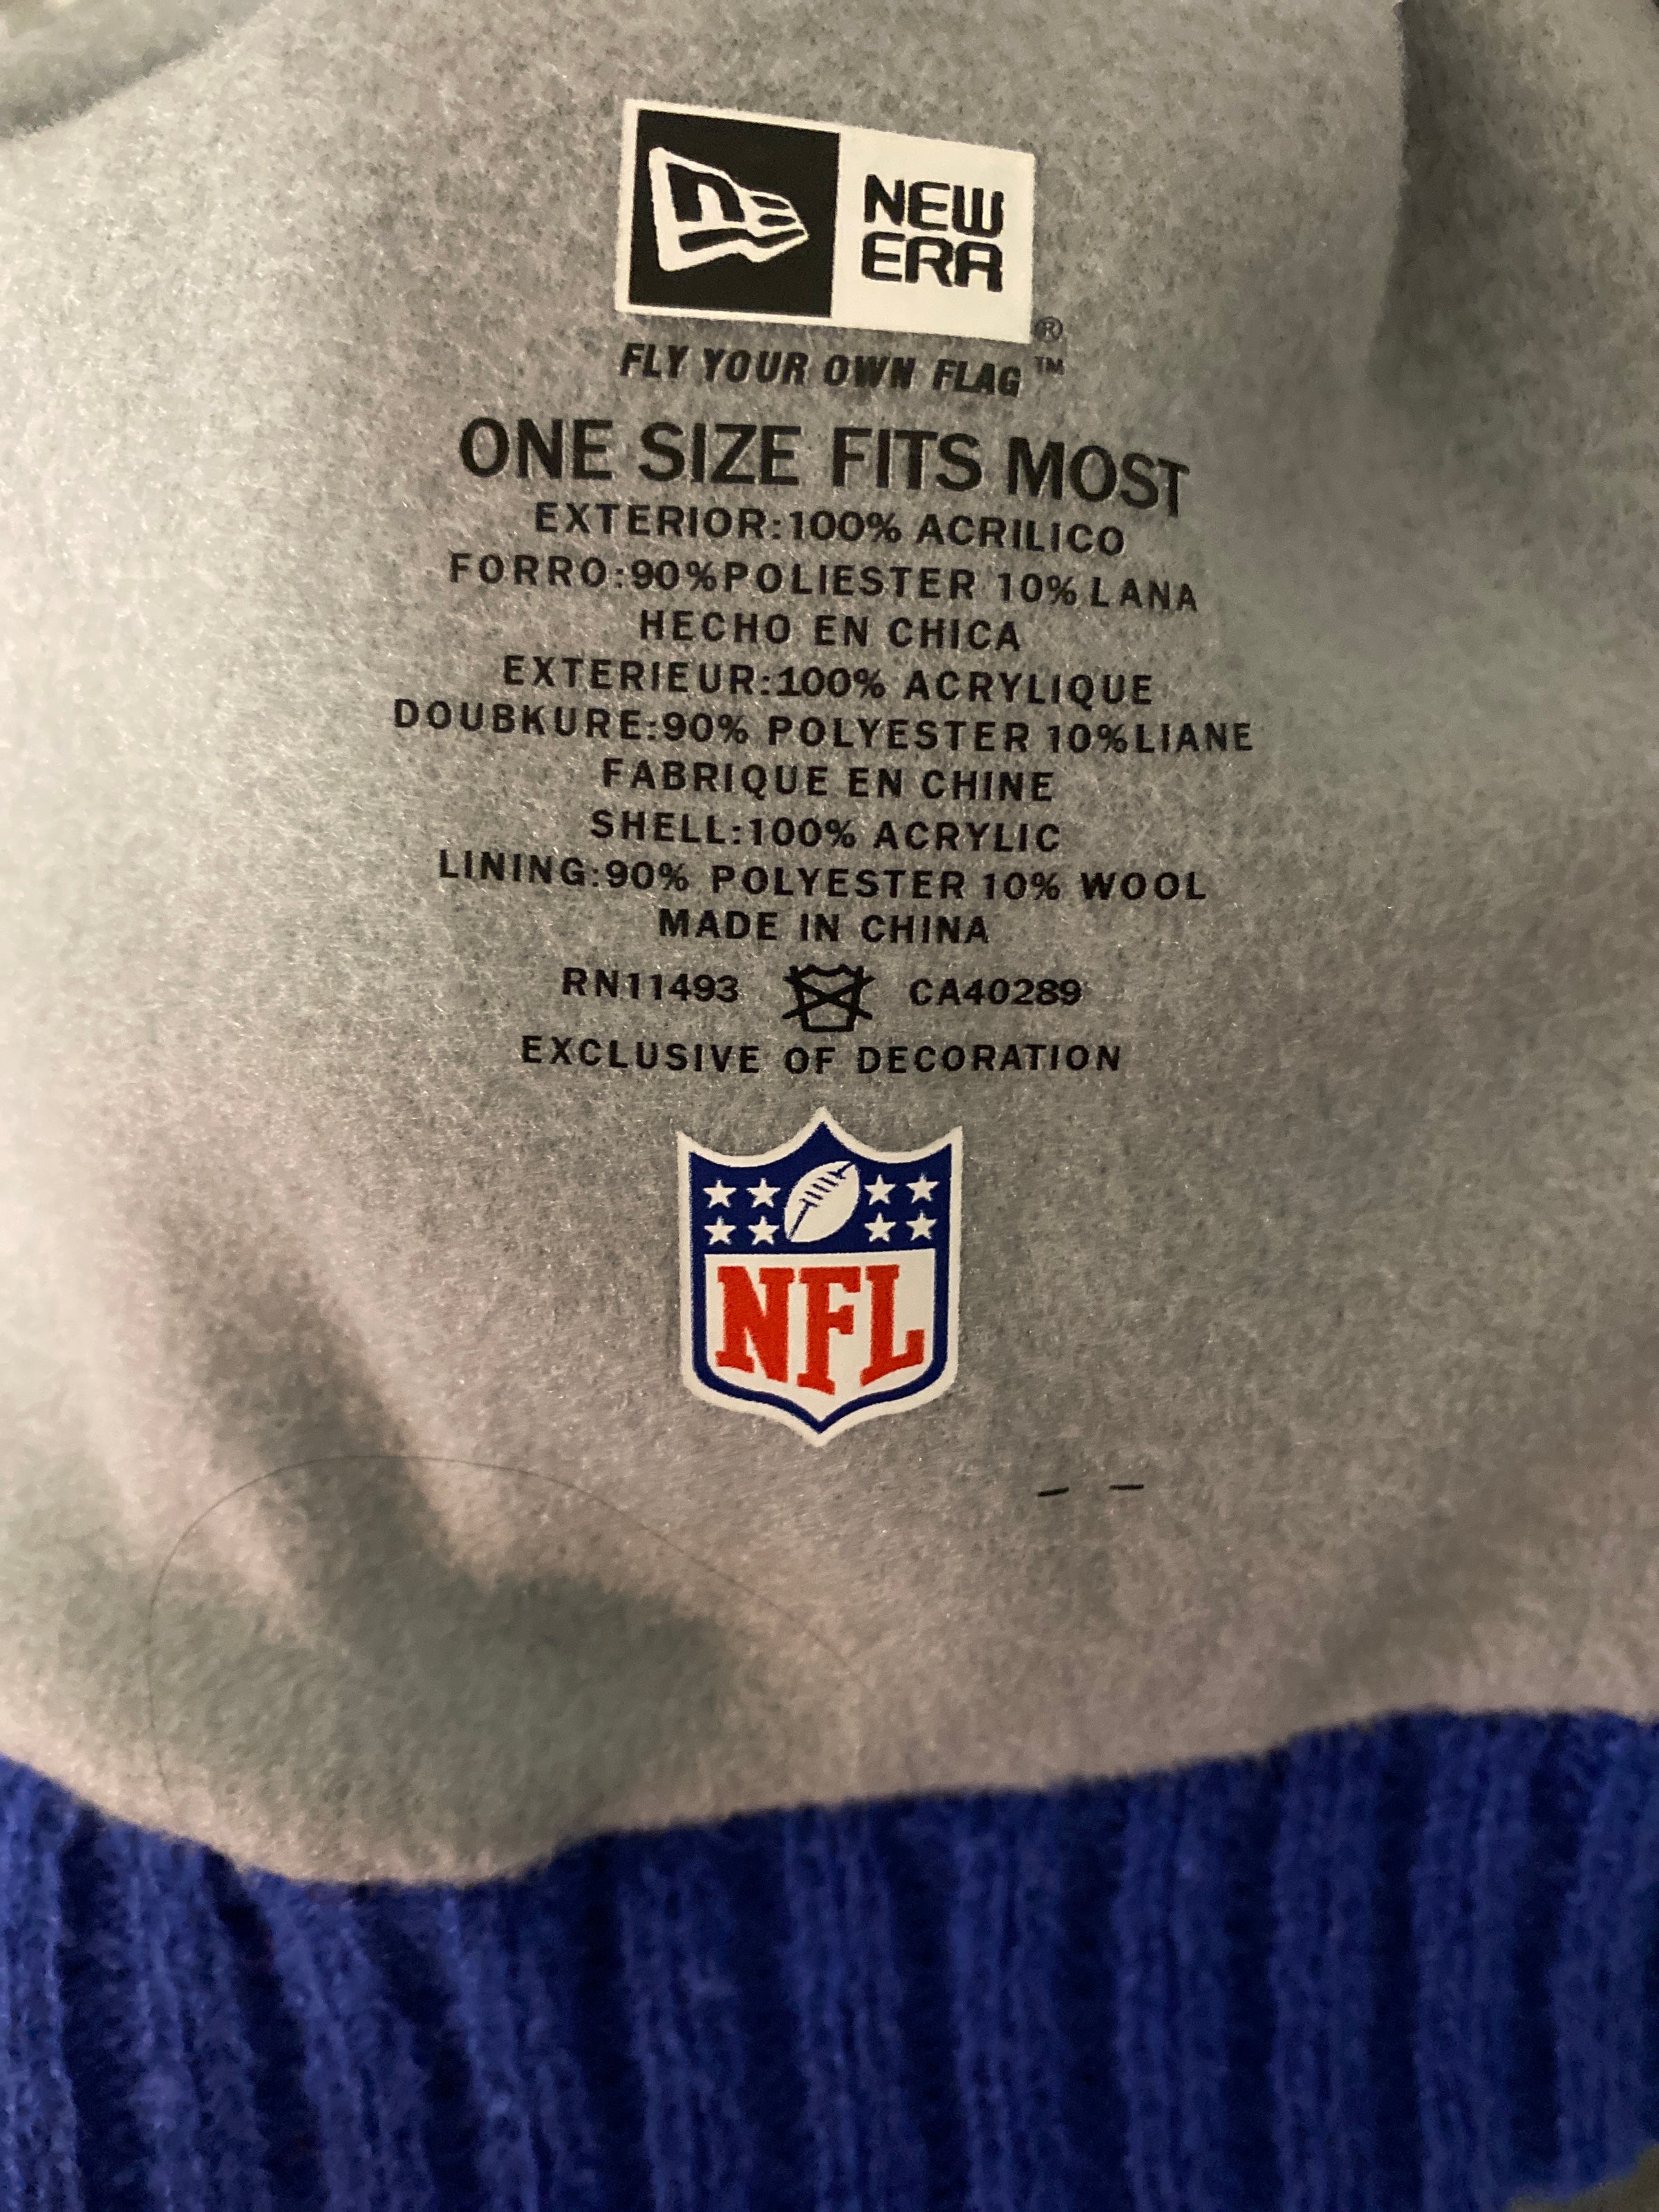 ne NEW
ERA
®
FLY YOUR OWN FLAG ™
ONE SIZE FITS MOST
EXTERIOR:100% ACRILICO
FORRO:90%POLIESTER 10% LANA
HECHO EN CHICA
EXTERIEUR:100% ACRYLIQUE
DOUBKURE:90% POLYESTER 10%LIANE
FABRIQUE EN CHINE
SHELL:100% ACRYLIC
LINING:90% POLYESTER 10% WOOL
MADE IN CHINA
RN11493 CA40289
EXCLUSIVE OF DECORATION
NFL